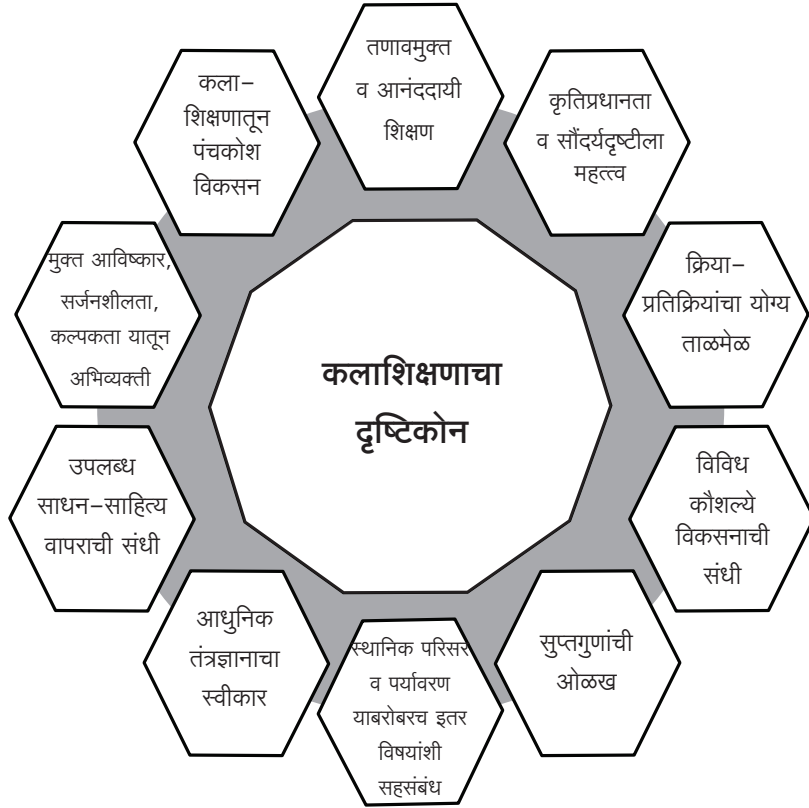 तणावमुक्त
व आनंददायी
शिक्षण
कृतिप्रधानता
व सौंदर्यदृष्टीला
महत्त्व
क्रिया–
प्रतिक्रियांचा योग्य
ताळमेळ
विविध
कौशल्ये
विकसनाची
संधी
सुप्तगुणांची
ओळख
स्थानिक परिसर
व पर्यावरण
याबरोबरच इतर
विषयांशी
सहसंबंध
आधुनिक
तंत्रज्ञानाचा
स्वीकार
उपलब्ध
साधन–साहित्य
वापराची संधी
मुक्त आविष्कार,
सर्जनशीलता,
कल्पकता यातून
अभिव्यक्ती
कला–
शिक्षणातून
पंचकोश
विकसन
कलाशिक्षणाचा
दृष्टिकोन